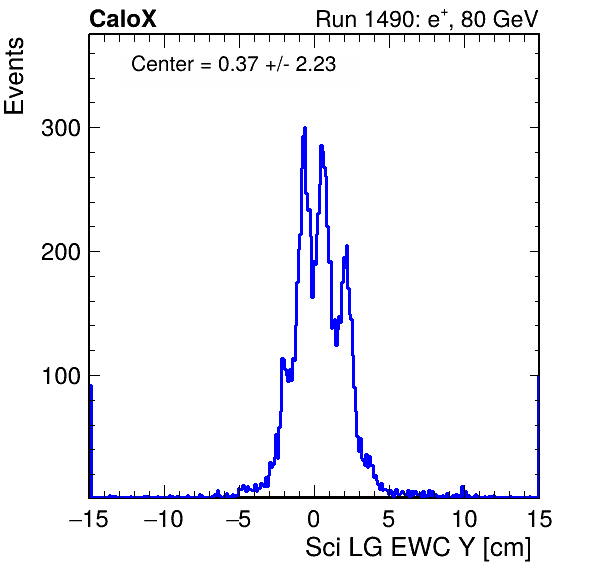 CaloX Run 1490: e⁺, 80 GeV
Center = 0.37 +/- 2.23
Events
300
200
100
−15 −10 −5 0 5 10 15
Sci LG EWC Y [cm]